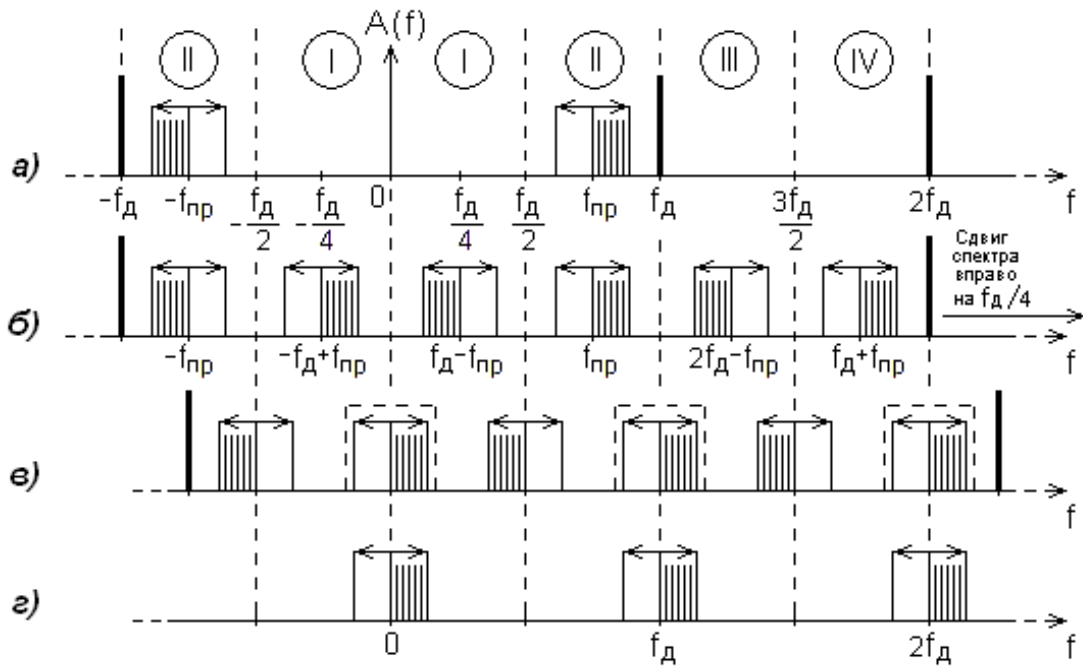 A(f)
II I I II III IV
а)
-fд -fпр -fд/2 -fд/4 0 fд/4 fд/2 fпр fд 3fд/2 2fд f
Сдвиг
спектра
вправо
на fд/4
б)
-fпр -fд+fпр fд-fпр fпр 2fд-fпр fд+fпр f
в)
f
г)
0 fд 2fд f